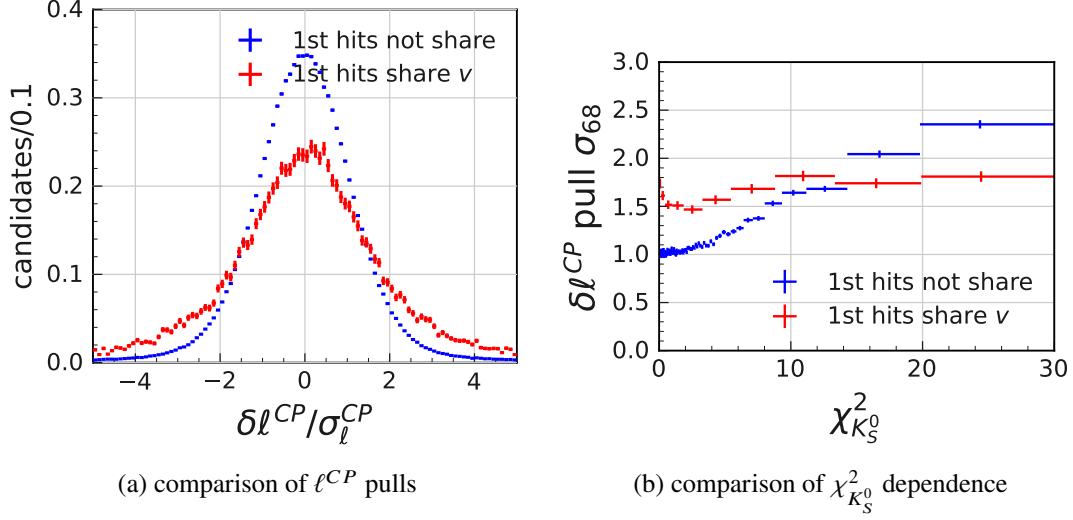 0.4
0.3
0.2
0.1
0.0
candidates/0.1
1st hits not share
1st hits share v
−4 −2 0 2 4
δℓ^{CP}/σ_ℓ^{CP}
(a) comparison of ℓ^{CP} pulls
3.0
2.5
2.0
1.5
1.0
0.5
0.0
δℓ^{CP} pull σ_{68}
1st hits not share
1st hits share v
0 10 20 30
χ^2_{K_S^0}
(b) comparison of χ^2_{K_S^0} dependence